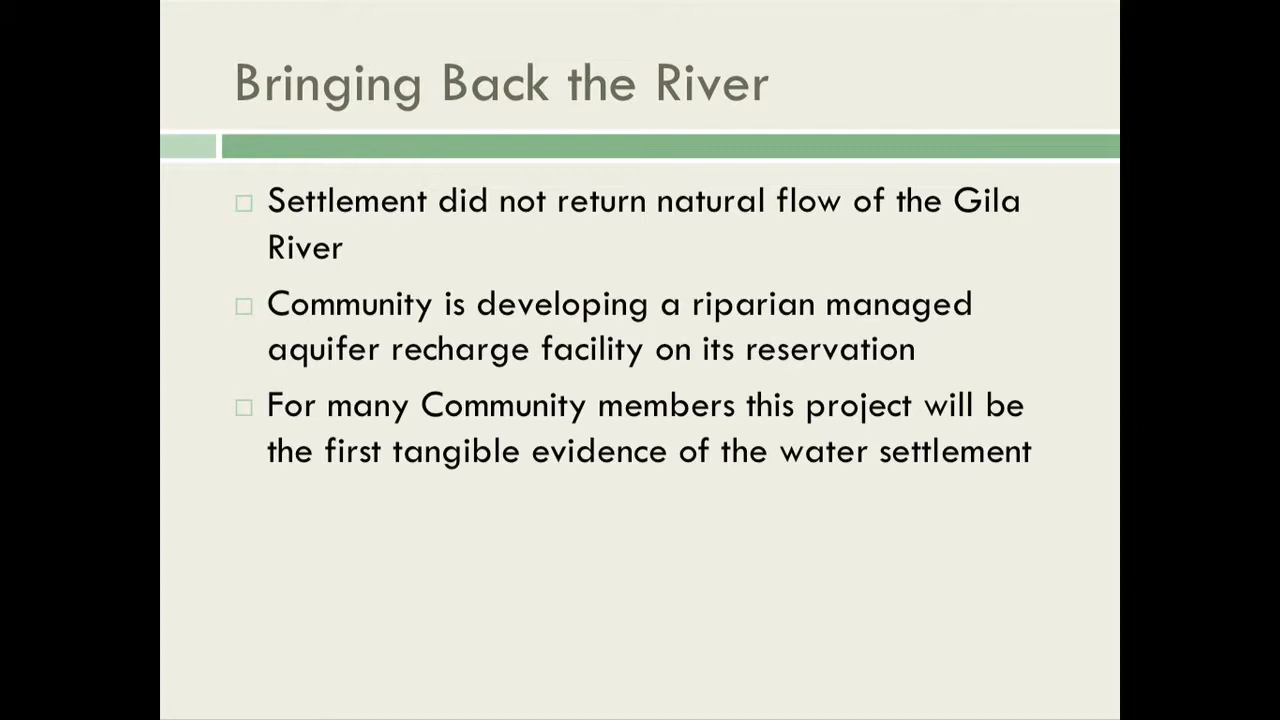 Bringing Back the River
Settlement did not return natural flow of the Gila
River
Community is developing a riparian managed
aquifer recharge facility on its reservation
For many Community members this project will be
the first tangible evidence of the water settlement